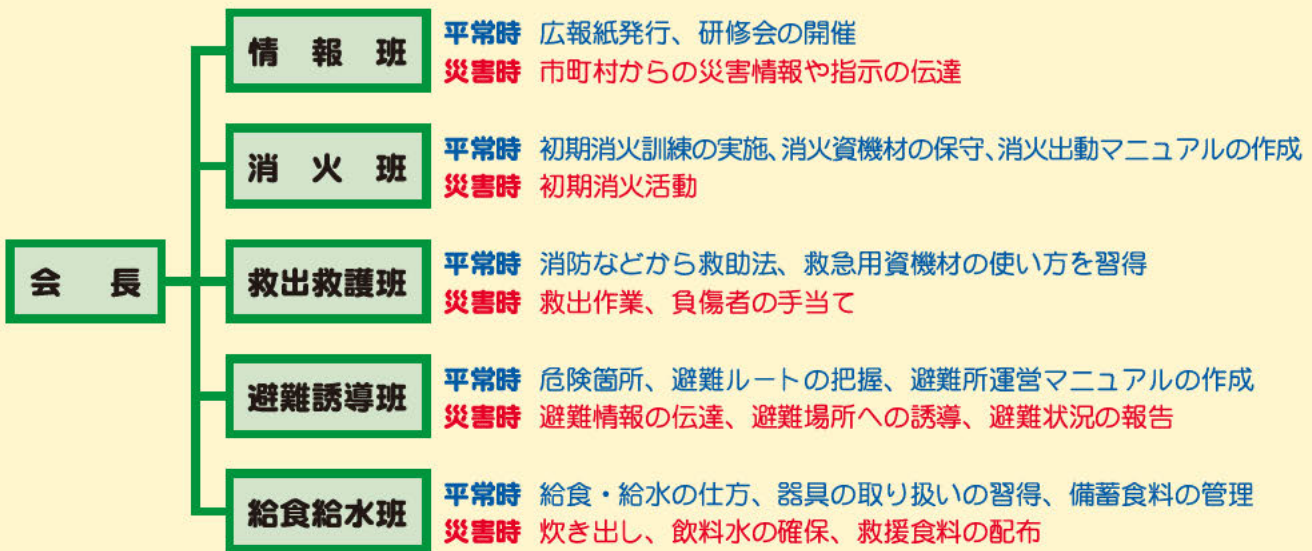 情報班
平常時 広報紙発行、研修会の開催
災害時 市町村からの災害情報や指示の伝達
消火班
平常時 初期消火訓練の実施、消火資機材の保守、消火出動マニュアルの作成
災害時 初期消火活動
会長
救出救護班
平常時 消防などから救助法、救急用資機材の使い方を習得
災害時 救出作業、負傷者の手当て
避難誘導班
平常時 危険箇所、避難ルートの把握、避難所運営マニュアルの作成
災害時 避難情報の伝達、避難場所への誘導、避難状況の報告
給食給水班
平常時 給食・給水の仕方、器具の取り扱いの習得、備蓄食料の管理
災害時 炊き出し、飲料水の確保、救援食料の配布